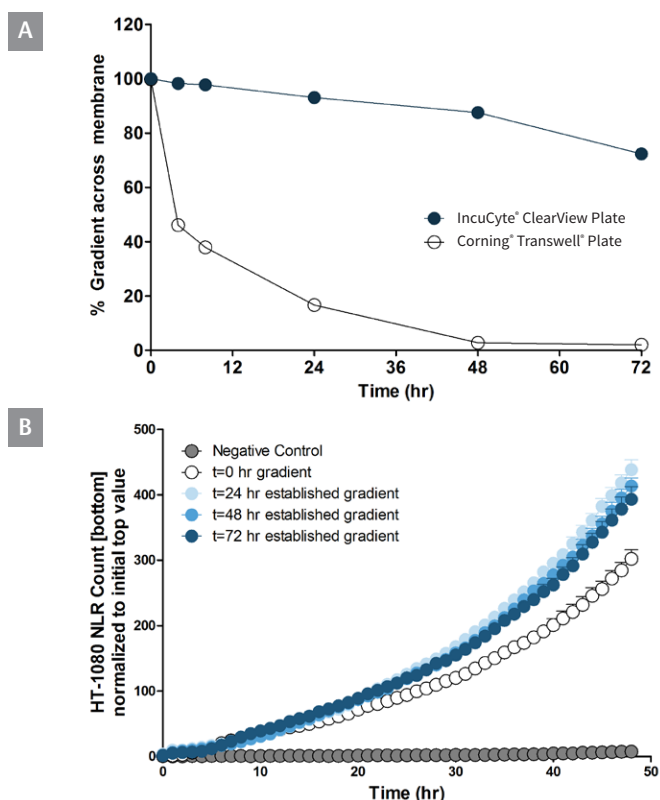 A
% Gradient across membrane
120
100
80
60
40
20
0
IncuCyte® ClearView Plate
Corning® Transwell® Plate
0 12 24 36 48 60 72
Time (hr)
B
HT-1080 NLR Count [bottom]
normalized to initial top value
500
400
300
200
100
0
Negative Control
t=0 hr gradient
t=24 hr established gradient
t=48 hr established gradient
t=72 hr established gradient
0 10 20 30 40 50
Time (hr)